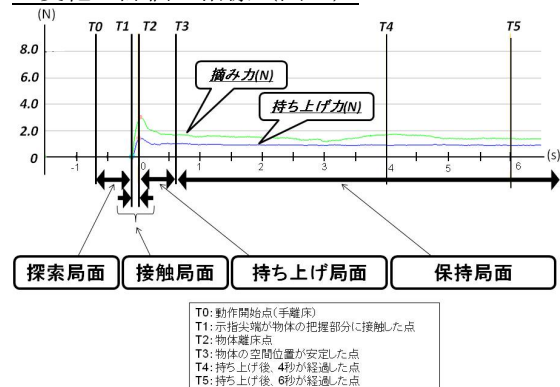 (N)
T0 T1 T2 T3 T4 T5
8.0
6.0
4.0
2.0
0
摘み力(N)
持ち上げ力(N)
-1 0 1 2 3 4 5 6 (s)
探索局面 接触局面 持ち上げ局面 保持局面
T0:動作開始点(手離床)
T1:示指尖端が物体の把握部分に接触した点
T2:物体離床点
T3:物体の空間位置が安定した点
T4:持ち上げ後、4秒が経過した点
T5:持ち上げ後、6秒が経過した点